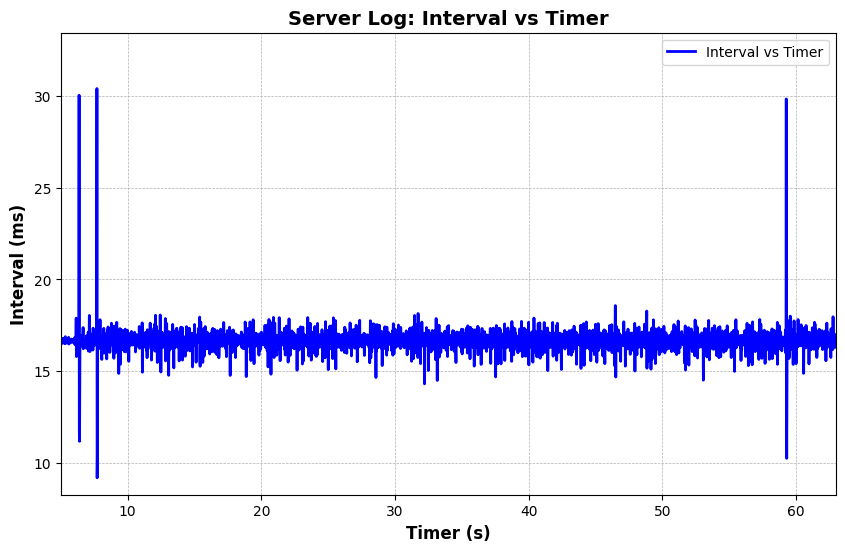 Server Log: Interval vs Timer
Interval vs Timer
30
25
20
15
10
Interval (ms)
10 20 30 40 50 60
Timer (s)